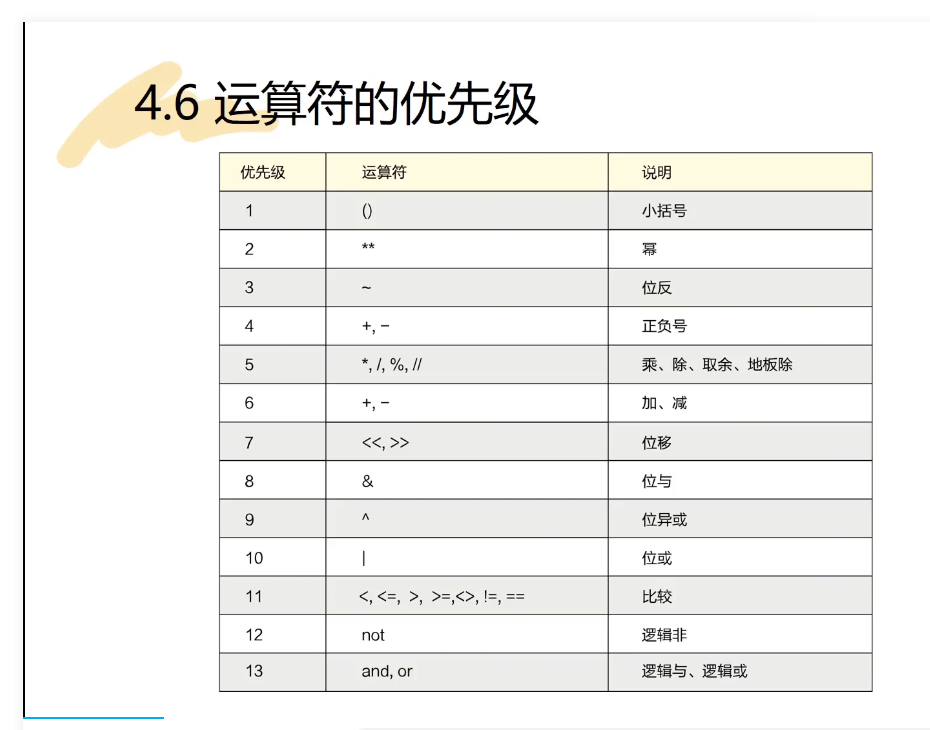 4.6 运算符的优先级
优先级 运算符 说明
1 () 小括号
2 ** 幂
3 ~ 位反
4 +, − 正负号
5 *, /, %, // 乘、除、取余、地板除
6 +, − 加、减
7 <<, >> 位移
8 & 位与
9 ^ 位异或
10 | 位或
11 <, <=, >, >=,<>, !=, == 比较
12 not 逻辑非
13 and, or 逻辑与、逻辑或